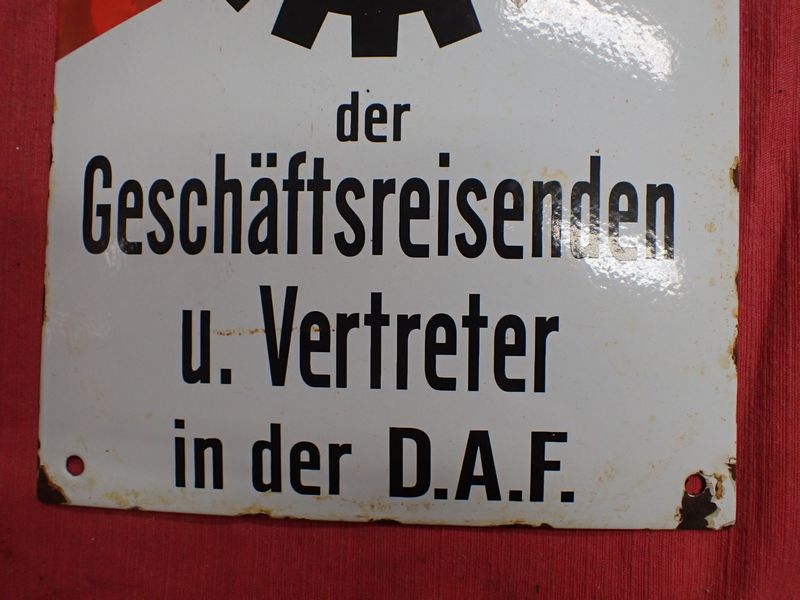 der
Geschäftsreisenden
u. Vertreter
in der D.A.F.